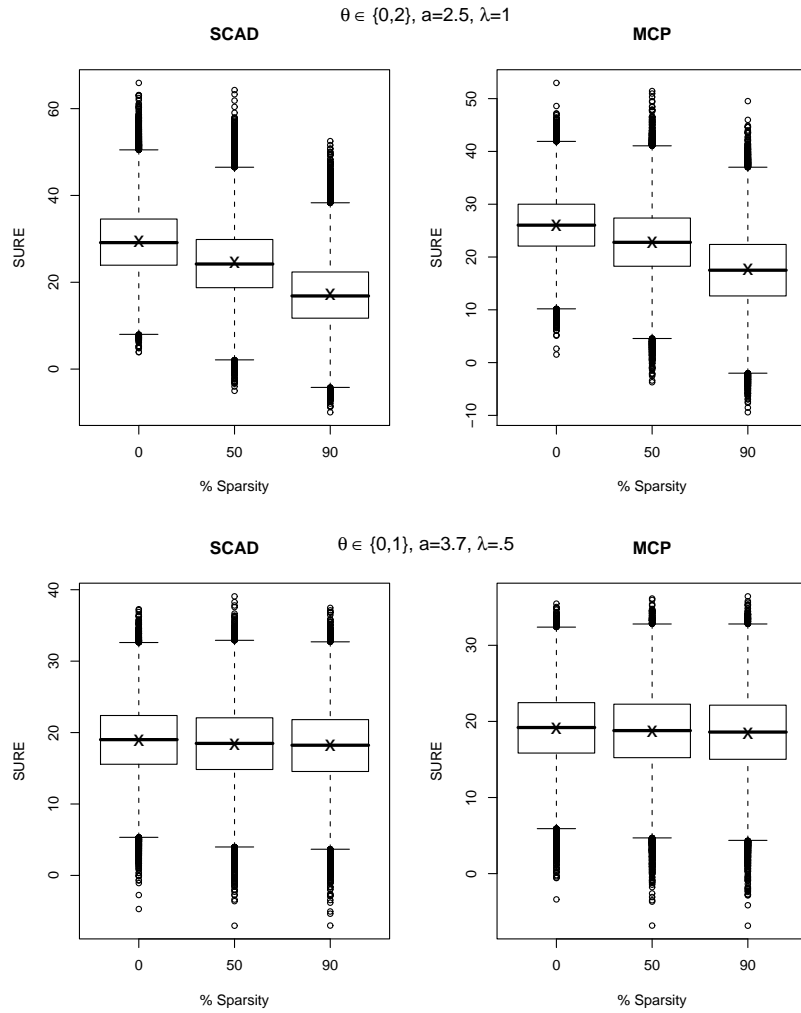 θ ∈ {0,2}, a=2.5, λ=1
SCAD
MCP
SURE
0
20
40
60
X
X
X
0
50
90
% Sparsity
SURE
−10
0
10
20
30
40
50
X
X
X
0
50
90
% Sparsity
θ ∈ {0,1}, a=3.7, λ=.5
SCAD
MCP
SURE
0
10
20
30
40
X
X
X
0
50
90
% Sparsity
SURE
0
10
20
30
X
X
X
0
50
90
% Sparsity